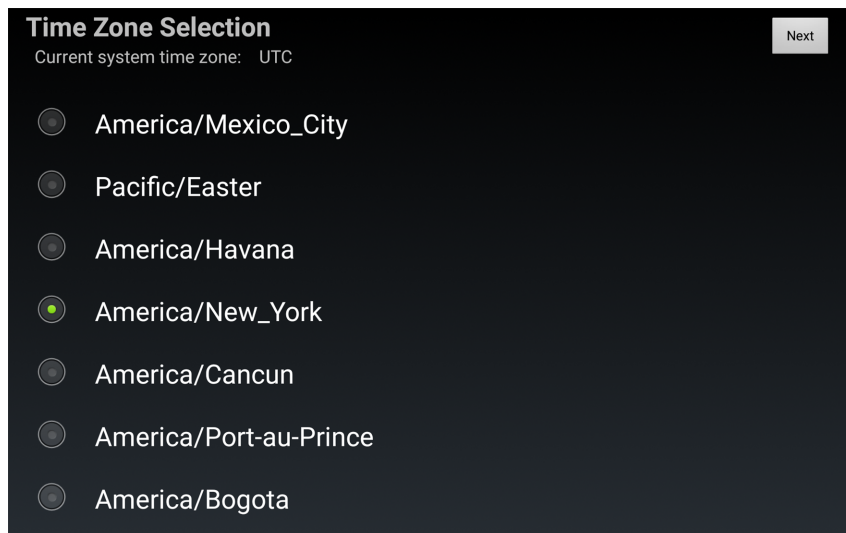 Time Zone Selection
Next
Current system time zone: UTC
America/Mexico_City
Pacific/Easter
America/Havana
America/New_York
America/Cancun
America/Port-au-Prince
America/Bogota